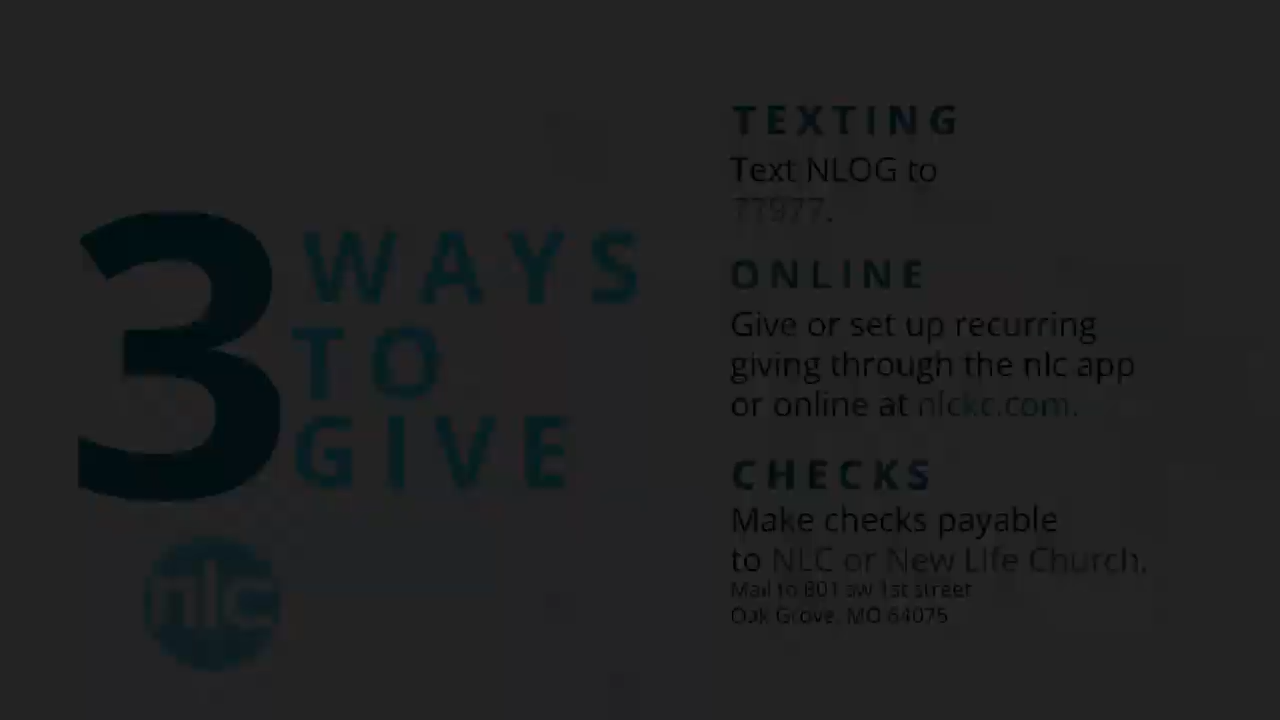 3 WAYS
TO
GIVE
nlc
TEXTING
Text NLOG to
77977.
ONLINE
Give or set up recurring
giving through the nlc app
or online at nlckc.com.
CHECKS
Make checks payable
to NLC or New Life Church.
Mail to 801 sw 1st street
Oak Grove, MO 64075